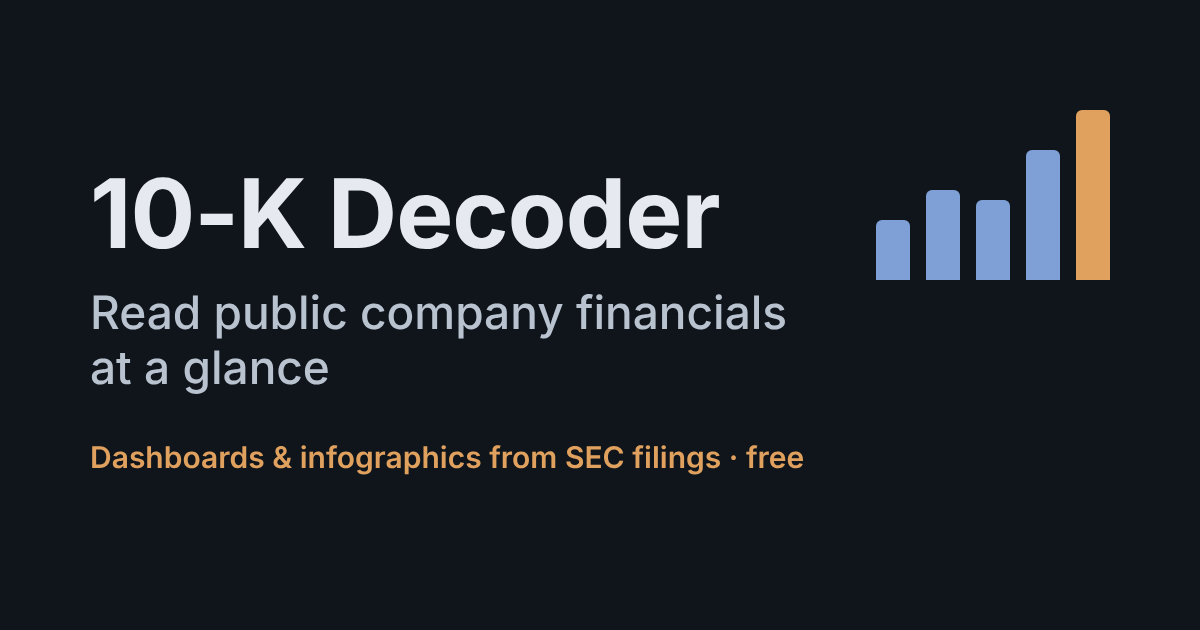 10-K Decoder
Read public company financials
at a glance
Dashboards & infographics from SEC filings · free